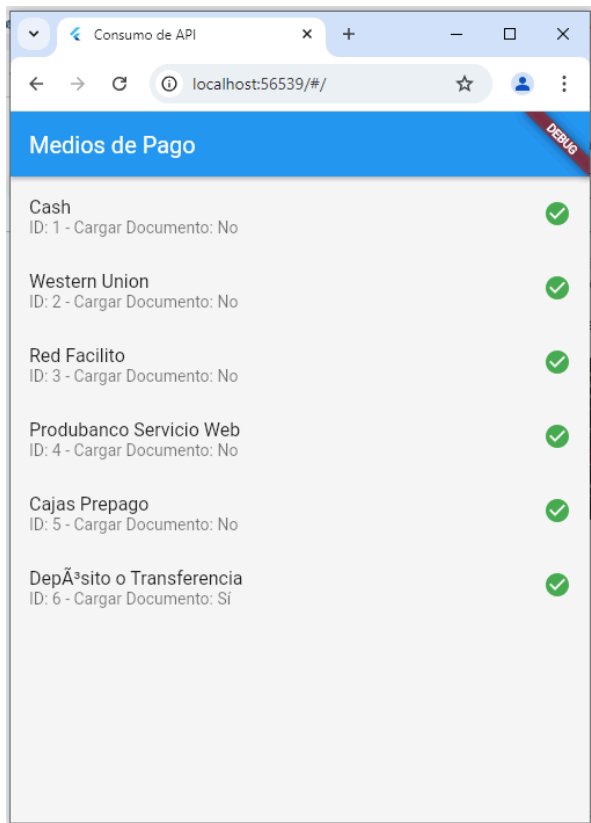 Consumo de API
localhost:56539/#/
Medios de Pago
DEBUG
Cash
ID: 1 - Cargar Documento: No
Western Union
ID: 2 - Cargar Documento: No
Red Facilito
ID: 3 - Cargar Documento: No
Produbanco Servicio Web
ID: 4 - Cargar Documento: No
Cajas Prepago
ID: 5 - Cargar Documento: No
DepÃ³sito o Transferencia
ID: 6 - Cargar Documento: Sí